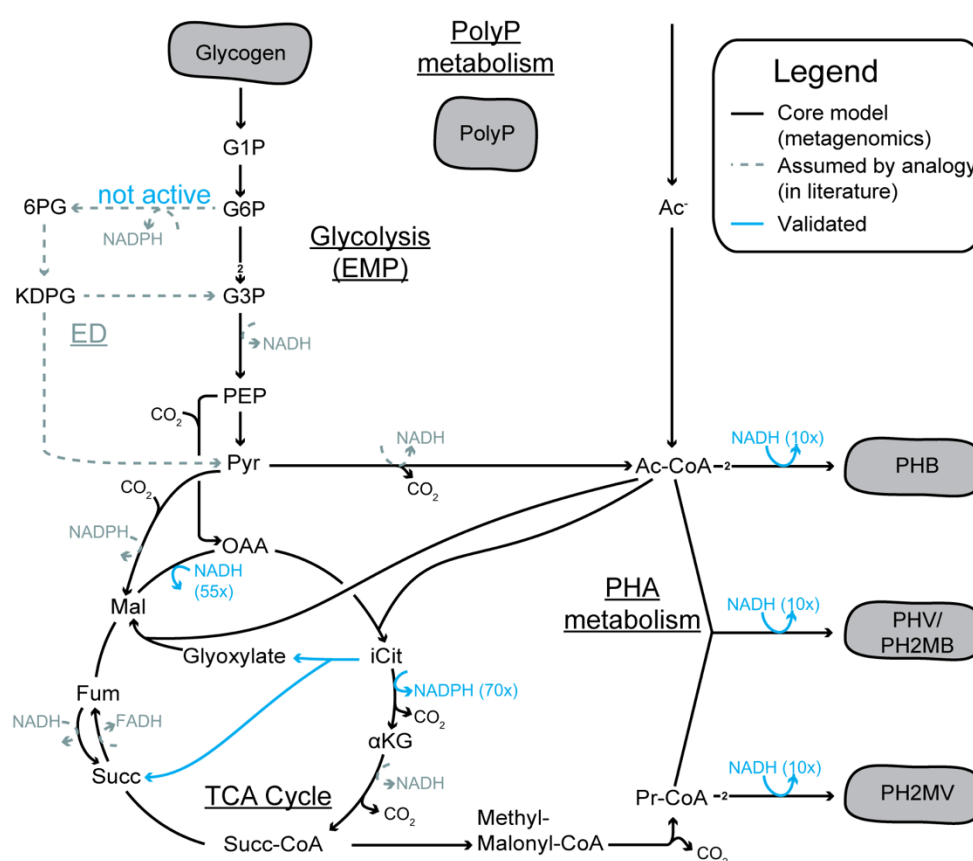 Glycogen
PolyP
metabolism
PolyP
Legend
Core model
(metagenomics)
Assumed by analogy
(in literature)
Validated
G1P
not active
6PG
G6P
NADPH
Ac-
Glycolysis
(EMP)
2
KDPG
G3P
ED
NADH
PEP
CO2
Pyr
NADH
CO2
Ac-CoA
2
NADH (10x)
PHB
CO2
NADPH
OAA
NADH
(55x)
Mal
PHA
metabolism
NADH (10x)
PHV/
PH2MB
Glyoxylate
iCit
NADPH (70x)
CO2
Fum
NADH
FADH
αKG
Succ
NADH
TCA Cycle
CO2
Pr-CoA
2
NADH (10x)
PH2MV
Succ-CoA
Methyl-
Malonyl-CoA
CO2